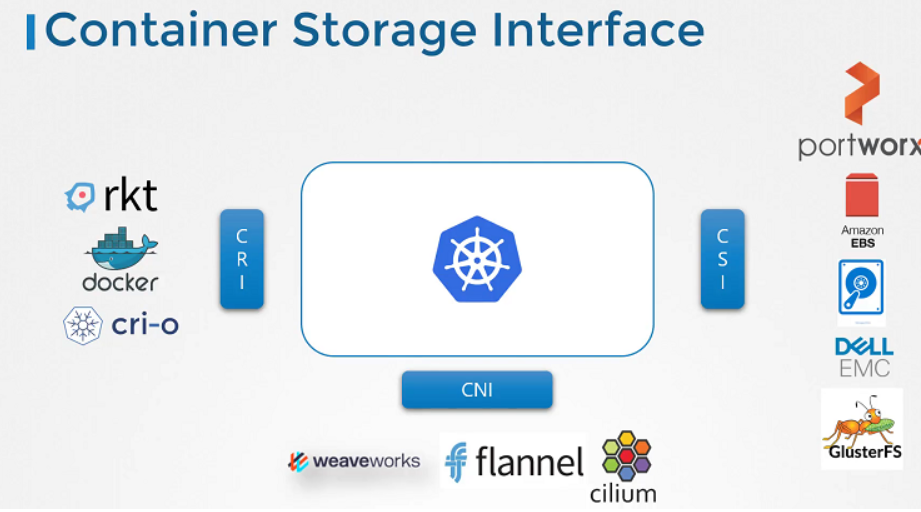 Container Storage Interface
rkt
docker
cri-o
C
R
I
CNI
weaveworks
flannel
cilium
C
S
I
portworx
Amazon
EBS
DELL
EMC
GlusterFS